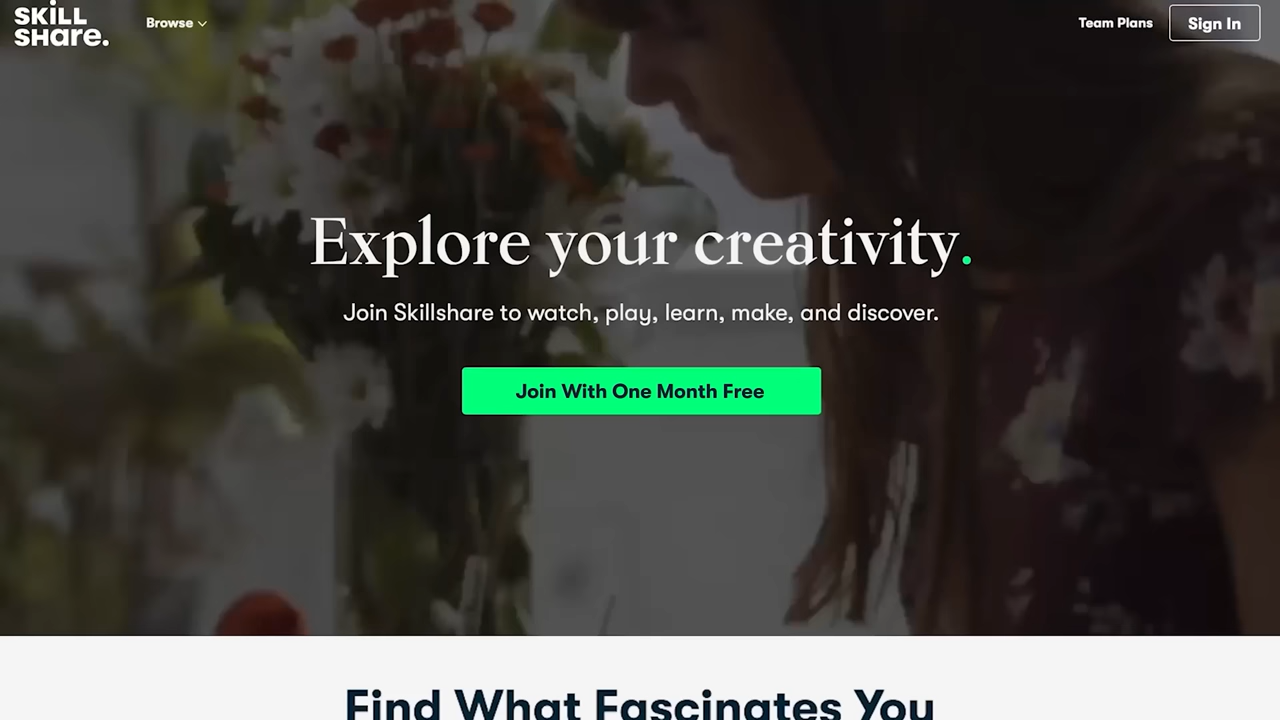 SKiLL
SHare.
Browse
Team Plans
Sign In
Explore your creativity.
Join Skillshare to watch, play, learn, make, and discover.
Join With One Month Free
Find What Fascinates You